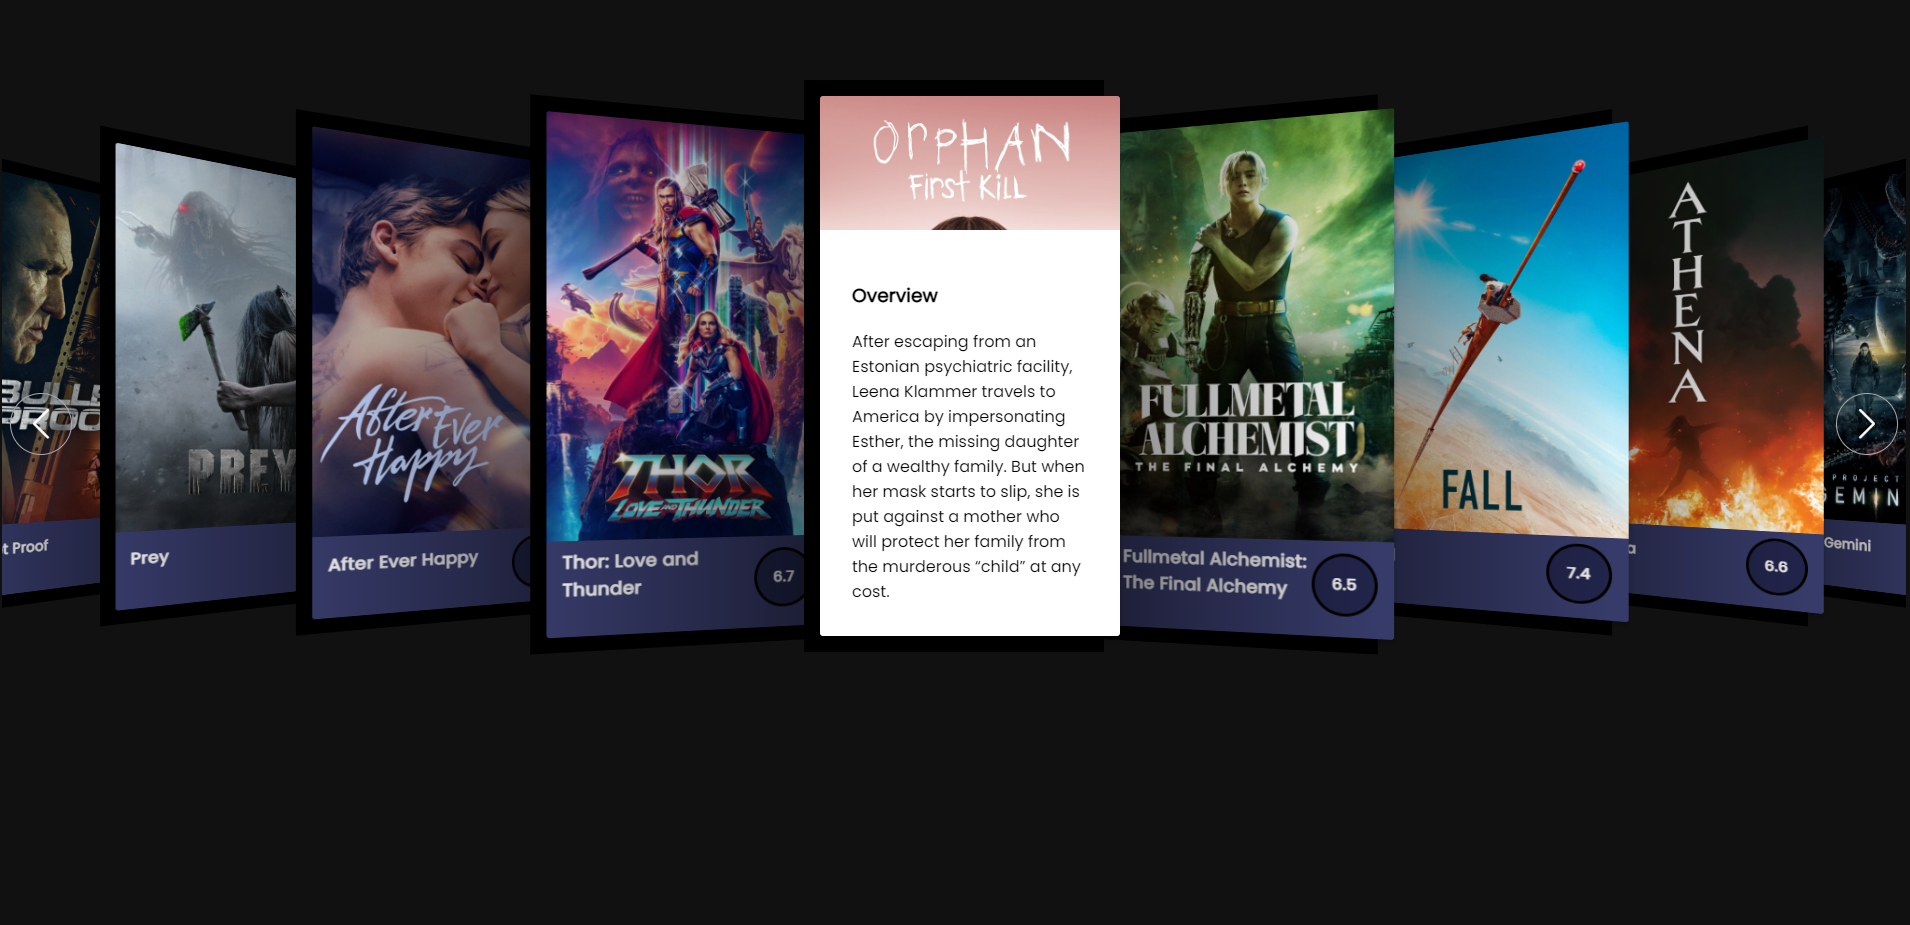 BULLE
PROO
t Proof
PREY
Prey
After Ever
Happy
After Ever Happy
THOR
LOVE AND THUNDER
Thor: Love and
Thunder
6.7
ORPHAN
First Kill
Overview
After escaping from an
Estonian psychiatric facility,
Leena Klammer travels to
America by impersonating
Esther, the missing daughter
of a wealthy family. But when
her mask starts to slip, she is
put against a mother who
will protect her family from
the murderous “child” at any
cost.
FULLMETAL
ALCHEMIST
THE FINAL ALCHEMY
Fullmetal Alchemist:
The Final Alchemy
6.5
FALL
7.4
ATHENA
a
6.6
PROJECT
GEMIN
Gemini